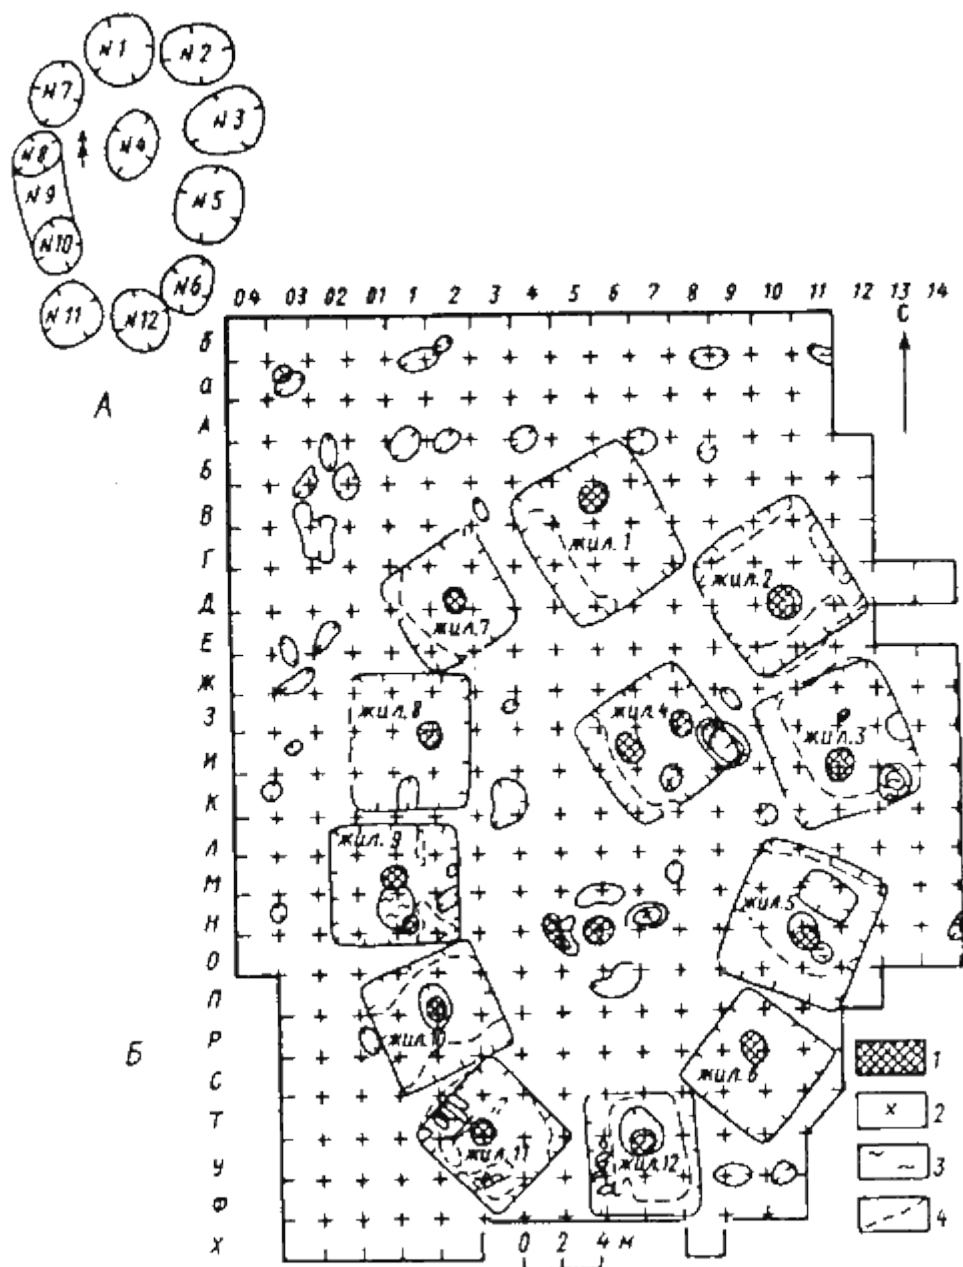 N1
N2
N7
N3
N4
N8
N9
N5
N10
N6
N11
N12
А
04 03 02 01 1 2 3 4 5 6 7 8 9 10 11 12 13 14
С
б
а
А
Б
В
Г
Д
Е
Ж
З
И
К
Л
М
Н
О
П
Р
С
Т
У
Ф
Х
жил. 1
жил. 2
жил. 7
жил. 8
жил. 4
жил. 3
жил. 9
жил. 5
жил. 10
жил. 6
жил. 11
жил. 12
Б
1
x 2
3
4
0 2 4 м